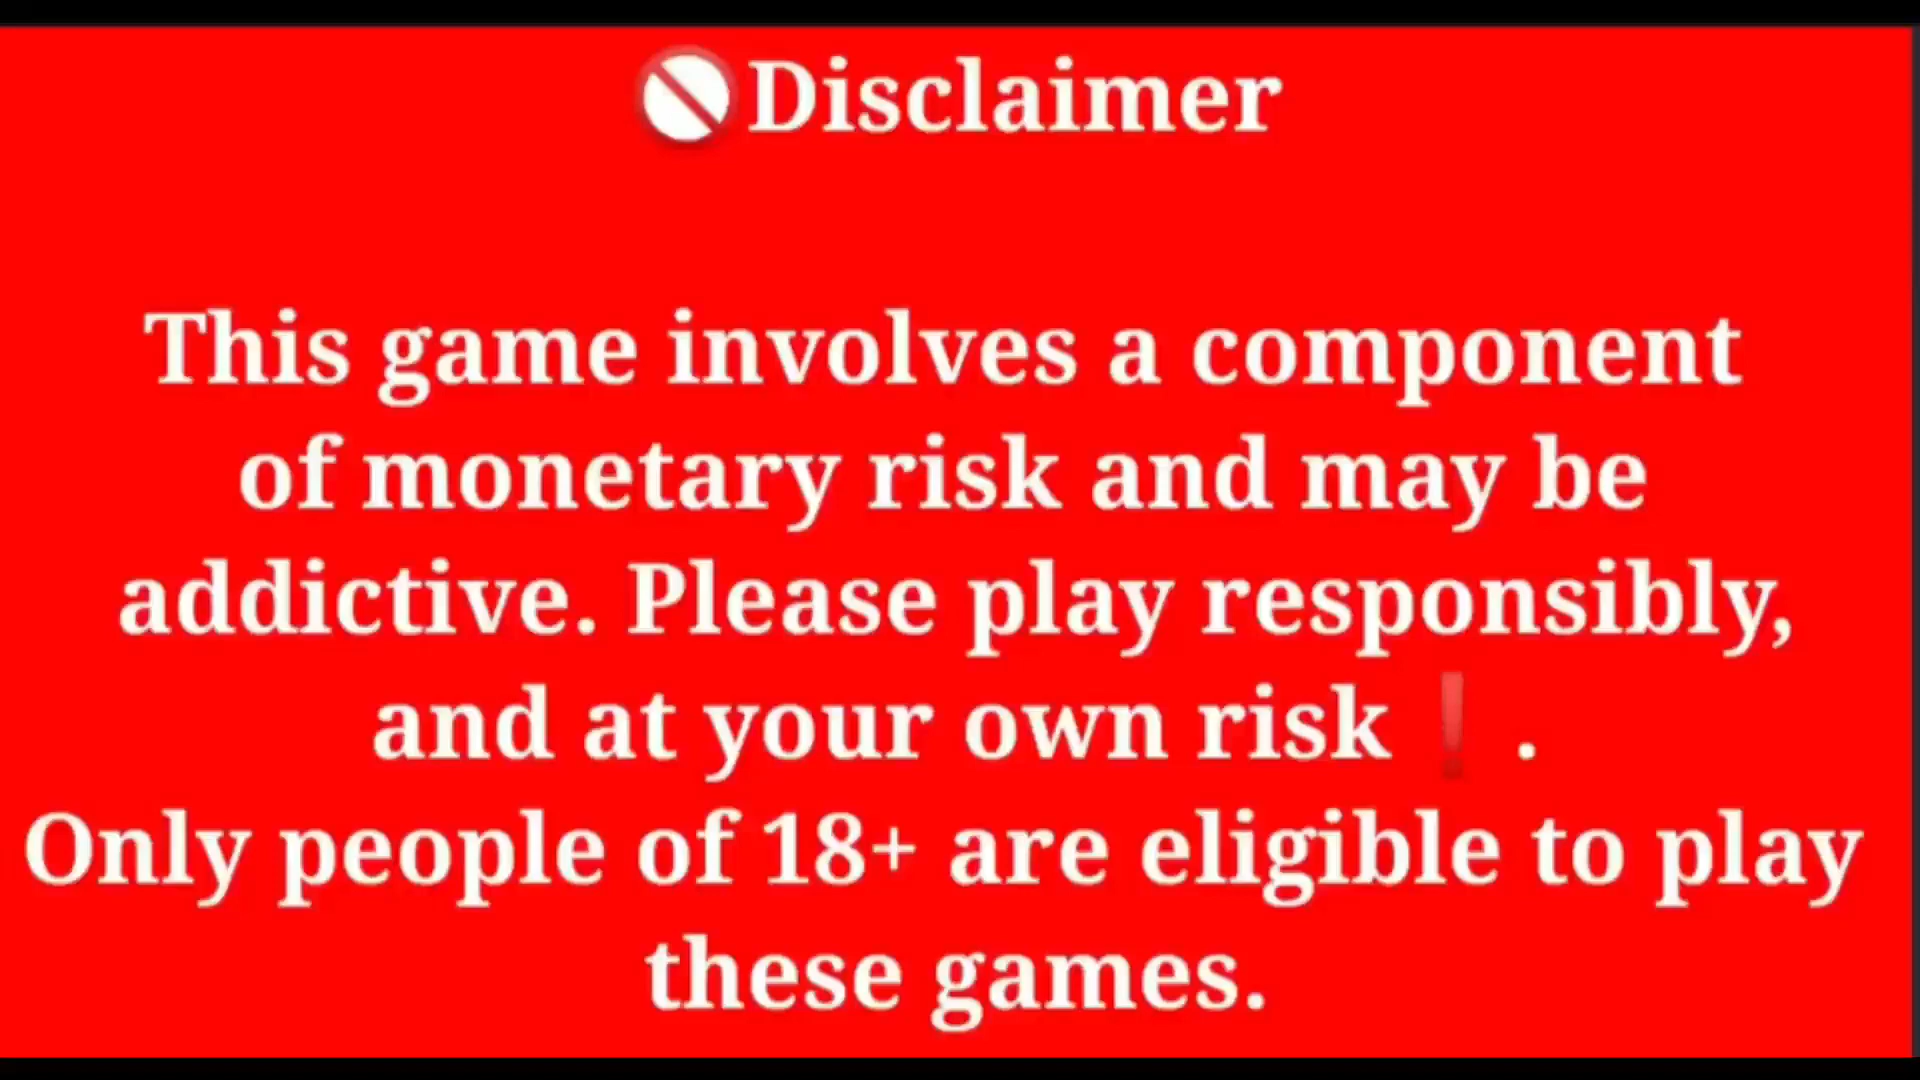 🚫Disclaimer
This game involves a component
of monetary risk and may be
addictive. Please play responsibly,
and at your own risk❗.
Only people of 18+ are eligible to play
these games.